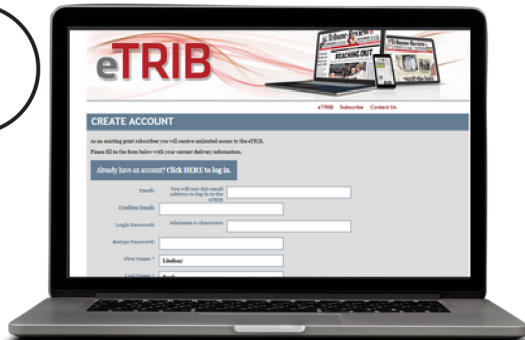 eTRIB
Tribune-Review
REACHING OUT
eTRIB Subscribe Contact Us
CREATE ACCOUNT
As an existing print subscriber you will receive unlimited access to the eTRIB.
Please fill in the form below with your current delivery information.
Already have an account? Click HERE to log in.
Email: You will use this email
address to log in to the
eTRIB
Confirm Email:
Login Password: Minimum 6 characters
Retype Password:
First Name * Lindsay
Last Name *